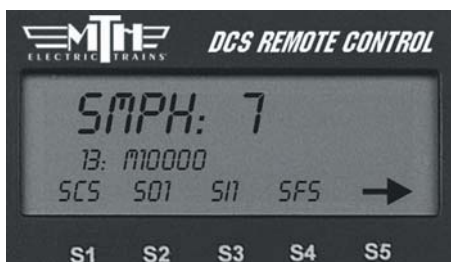 MTH DCS REMOTE CONTROL
ELECTRIC TRAINS
SMPH: 7
13: M10000
SCS SO1 SI1 SFS
S1 S2 S3 S4 S5